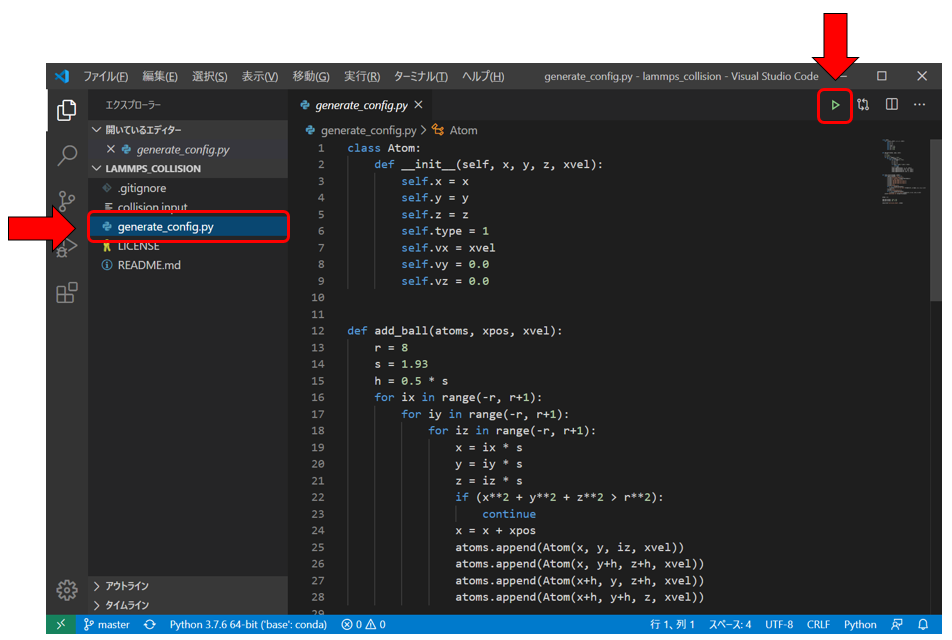 ファイル(F) 編集(E) 選択(S) 表示(V) 移動(G) 実行(R) ターミナル(T) ヘルプ(H) generate_config.py - lammps_collision - Visual Studio Code
エクスプローラー
開いているエディター
generate_config.py
LAMMPS_COLLISION
.gitignore
collision.input
generate_config.py
LICENSE
README.md
アウトライン
タイムライン
generate_config.py
generate_config.py > Atom
1 class Atom:
2 def __init__(self, x, y, z, xvel):
3 self.x = x
4 self.y = y
5 self.z = z
6 self.type = 1
7 self.vx = xvel
8 self.vy = 0.0
9 self.vz = 0.0
10
11
12 def add_ball(atoms, xpos, xvel):
13 r = 8
14 s = 1.93
15 h = 0.5 * s
16 for ix in range(-r, r+1):
17 for iy in range(-r, r+1):
18 for iz in range(-r, r+1):
19 x = ix * s
20 y = iy * s
21 z = iz * s
22 if (x**2 + y**2 + z**2 > r**2):
23 continue
24 x = x + xpos
25 atoms.append(Atom(x, y, iz, xvel))
26 atoms.append(Atom(x, y+h, z+h, xvel))
27 atoms.append(Atom(x+h, y, z+h, xvel))
28 atoms.append(Atom(x+h, y+h, z, xvel))
29
master Python 3.7.6 64-bit ('base': conda) 0 0 行 1、列 1 スペース: 4 UTF-8 CRLF Python